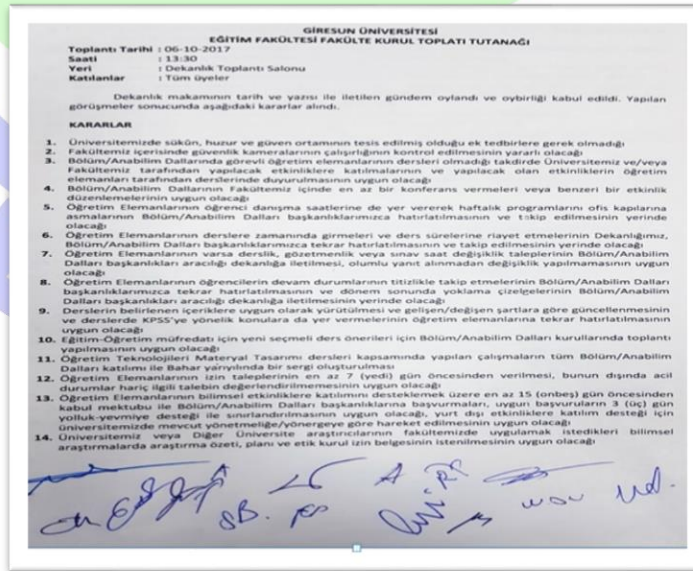 GİRESUN ÜNİVERSİTESİ
EĞİTİM FAKÜLTESİ FAKÜLTE KURUL TOPLATI TUTANAĞI
Toplantı Tarihi : 06-10-2017
Saati : 13:30
Yeri : Dekanlık Toplantı Salonu
Katılanlar : Tüm üyeler
Dekanlık makamının tarih ve yazısı ile iletilen gündem oylandı ve oybirliği kabul edildi. Yapılan
görüşmeler sonucunda aşağıdaki kararlar alındı.
KARARLAR
1. Üniversitemizde sükûn, huzur ve güven ortamının tesis edilmiş olduğu ek tedbirlere gerek olmadığı
2. Fakültemiz içerisinde güvenlik kameralarının çalışırlığının kontrol edilmesinin yararlı olacağı
3. Bölüm/Anabilim Dallarında görevli öğretim elemanlarının dersleri olmadığı takdirde Üniversitemiz ve/veya
Fakültemiz tarafından yapılacak etkinliklere katılmalarının ve yapılacak olan etkinliklerin öğretim
elemanları tarafından derslerinde duyurulmasının uygun olacağı
4. Bölüm/Anabilim Dallarının Fakültemiz içinde en az bir konferans vermeleri veya benzeri bir etkinlik
düzenlemelerinin uygun olacağı
5. Öğretim Elemanlarının öğrenci danışma saatlerine de yer vererek haftalık programlarını ofis kapılarına
asmalarının Bölüm/Anabilim Dalları başkanlıklarımızca hatırlatılmasının ve takip edilmesinin yerinde
olacağı
6. Öğretim Elemanlarının derslere zamanında girmeleri ve ders sürelerine riayet etmelerinin Dekanlığımız,
Bölüm/Anabilim Dalları başkanlıklarımızca tekrar hatırlatılmasının ve takip edilmesinin yerinde olacağı
7. Öğretim Elemanlarının varsa derslik, gözetmenlik veya sınav saat değişiklik taleplerinin Bölüm/Anabilim
Dalları başkanlıkları aracılığı dekanlığa iletilmesi, olumlu yanıt alınmadan değişiklik yapılmamasının uygun
olacağı
8. Öğretim Elemanlarının öğrencilerin devam durumlarının titizlikle takip etmelerinin Bölüm/Anabilim Dalları
başkanlıklarımızca tekrar hatırlatılmasının ve dönem sonunda yoklama çizelgelerinin Bölüm/Anabilim
Dalları başkanlıkları aracılığı dekanlığa iletilmesinin yerinde olacağı
9. Derslerin belirlenen içeriklere uygun olarak yürütülmesi ve gelişen/değişen şartlara göre güncellenmesinin
ve derslerde KPSS'ye yönelik konulara da yer vermelerinin öğretim elemanlarına tekrar hatırlatılmasının
uygun olacağı
10. Eğitim-Öğretim müfredatı için yeni seçmeli ders önerileri için Bölüm/Anabilim Dalları kurullarında toplantı
yapılmasının uygun olacağı
11. Öğretim Teknolojileri Materyal Tasarımı dersleri kapsamında yapılan çalışmaların tüm Bölüm/Anabilim
Dalları katılımı ile Bahar yarıyılında bir sergi oluşturulması
12. Öğretim Elemanlarının izin taleplerinin en az 7 (yedi) gün öncesinden verilmesi, bunun dışında acil
durumlar hariç ilgili talebin değerlendirilmemesinin uygun olacağı
13. Öğretim Elemanlarının bilimsel etkinliklere katılımını desteklemek üzere en az 15 (onbeş) gün öncesinden
kabul mektubu ile Bölüm/Anabilim Dalları başkanlıklarına başvurmaları, uygun başvuruların 3 (üç) gün
yolluk-yevmiye desteği ile sınırlandırılmasının uygun olacağı, yurt dışı etkinliklere katılım desteği için
üniversitemizde mevcut yönetmeliğe/yönergeye göre hareket edilmesinin uygun olacağı
14. Üniversitemiz veya Diğer Üniversite araştırıcılarının fakültemizde uygulamak istedikleri bilimsel
araştırmalarda araştırma özeti, planı ve etik kurul izin belgesinin istenilmesinin uygun olacağı
SB.